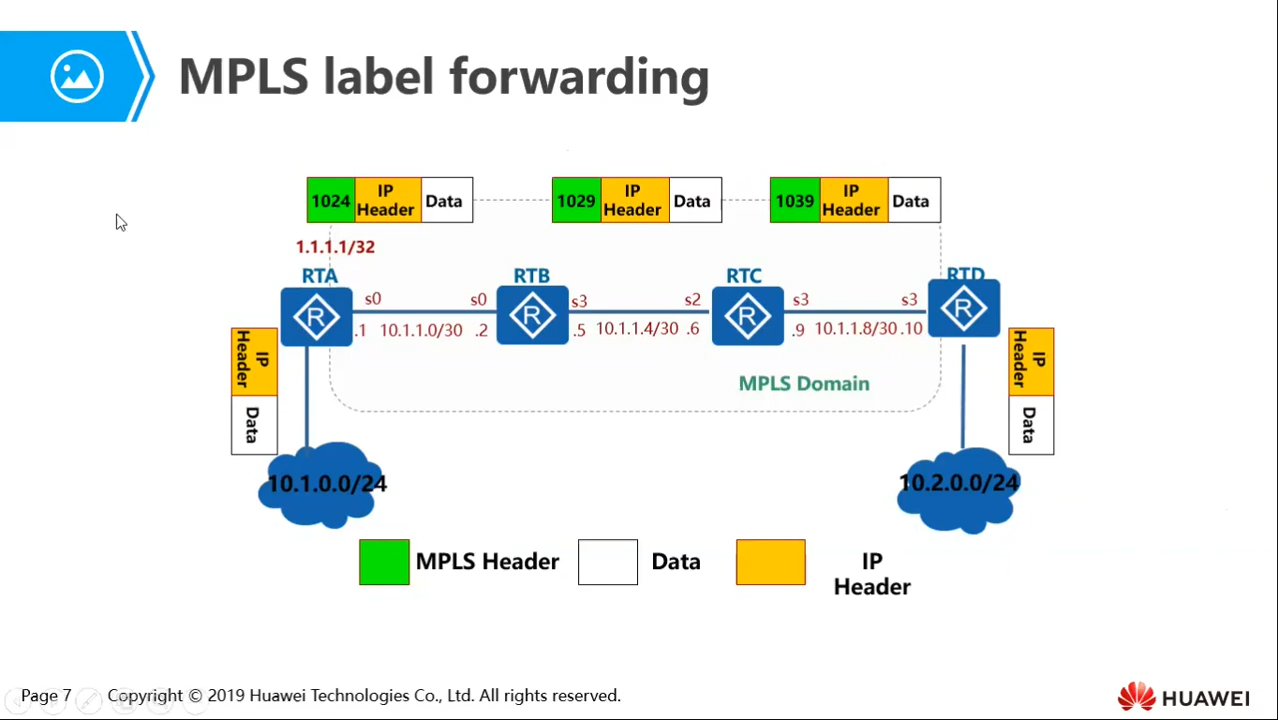 MPLS label forwarding
1024
IP
Header
Data
1029
IP
Header
Data
1039
IP
Header
Data
1.1.1.1/32
RTA
RTB
RTC
RTD
s0
s0
s3
s2
s3
s3
R
R
R
R
.1
10.1.1.0/30
.2
.5
10.1.1.4/30
.6
.9
10.1.1.8/30
.10
IP
Header
Data
IP
Header
Data
MPLS Domain
10.1.0.0/24
10.2.0.0/24
MPLS Header
Data
IP
Header
Page 7
Copyright © 2019 Huawei Technologies Co., Ltd. All rights reserved.
HUAWEI